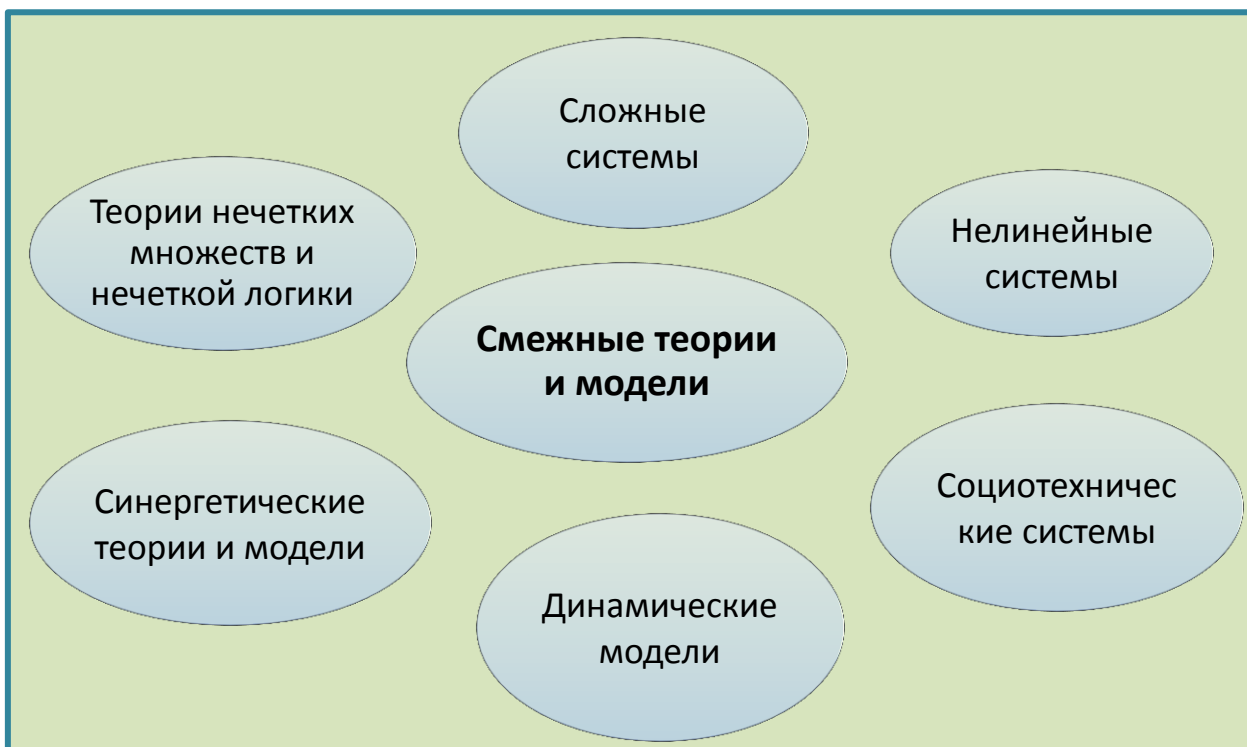 Сложные
системы
Теории нечетких
множеств и
нечеткой логики
Нелинейные
системы
Смежные теории
и модели
Синергетические
теории и модели
Социотехничес
кие системы
Динамические
модели